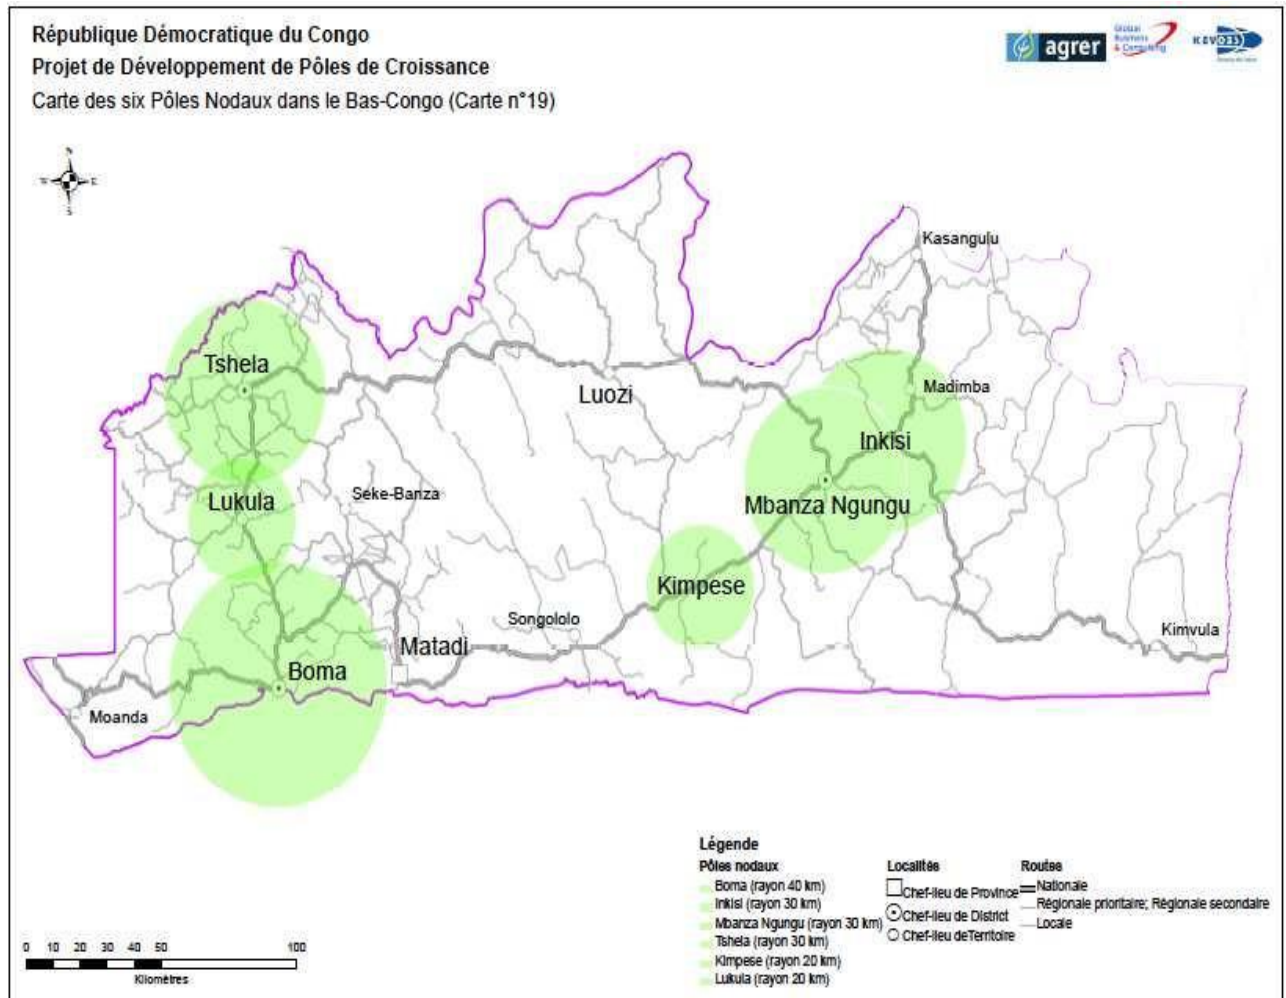 République Démocratique du Congo
Projet de Développement de Pôles de Croissance
Carte des six Pôles Nodaux dans le Bas-Congo (Carte n°19)
agrer
Global
Business
& Consulting
KEVOSS
N
W E
S
Kasangulu
Tshela
Luozi
Madimba
Inkisi
Lukula
Seke-Banza
Mbanza Ngungu
Kimpese
Songololo
Kimvula
Matadi
Boma
Moanda
Légende
Pôles nodaux
Boma (rayon 40 km)
Inkisi (rayon 30 km)
Mbanza Ngungu (rayon 30 km)
Tshela (rayon 30 km)
Kimpese (rayon 20 km)
Lukula (rayon 20 km)
Localités
Chef-lieu de Province
Chef-lieu de District
Chef-lieu deTerritoire
Routes
Nationale
Régionale prioritaire; Régionale secondaire
Locale
0 10 20 30 40 50 100
Kilomètres